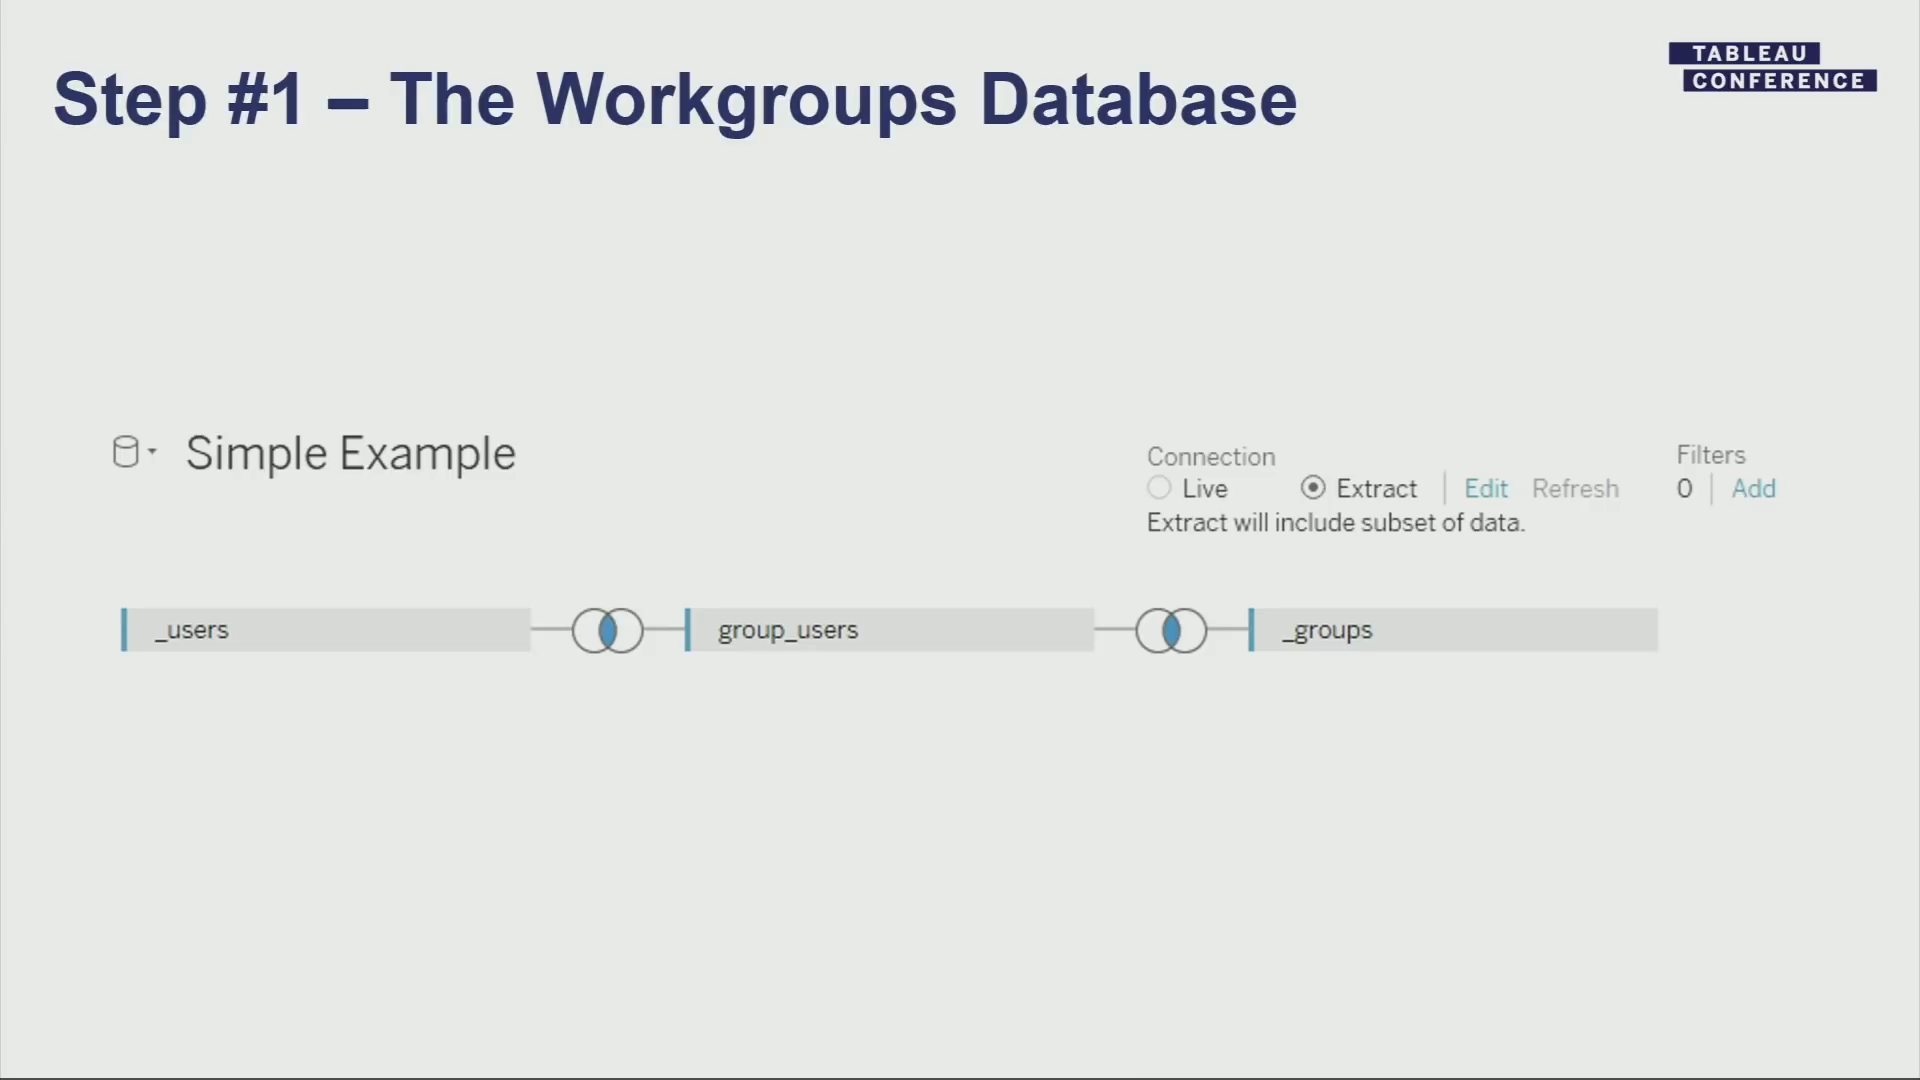 TABLEAU
CONFERENCE
Step #1 – The Workgroups Database
Simple Example
Connection
Live Extract Edit Refresh
Extract will include subset of data.
Filters
0 Add
_users group_users _groups